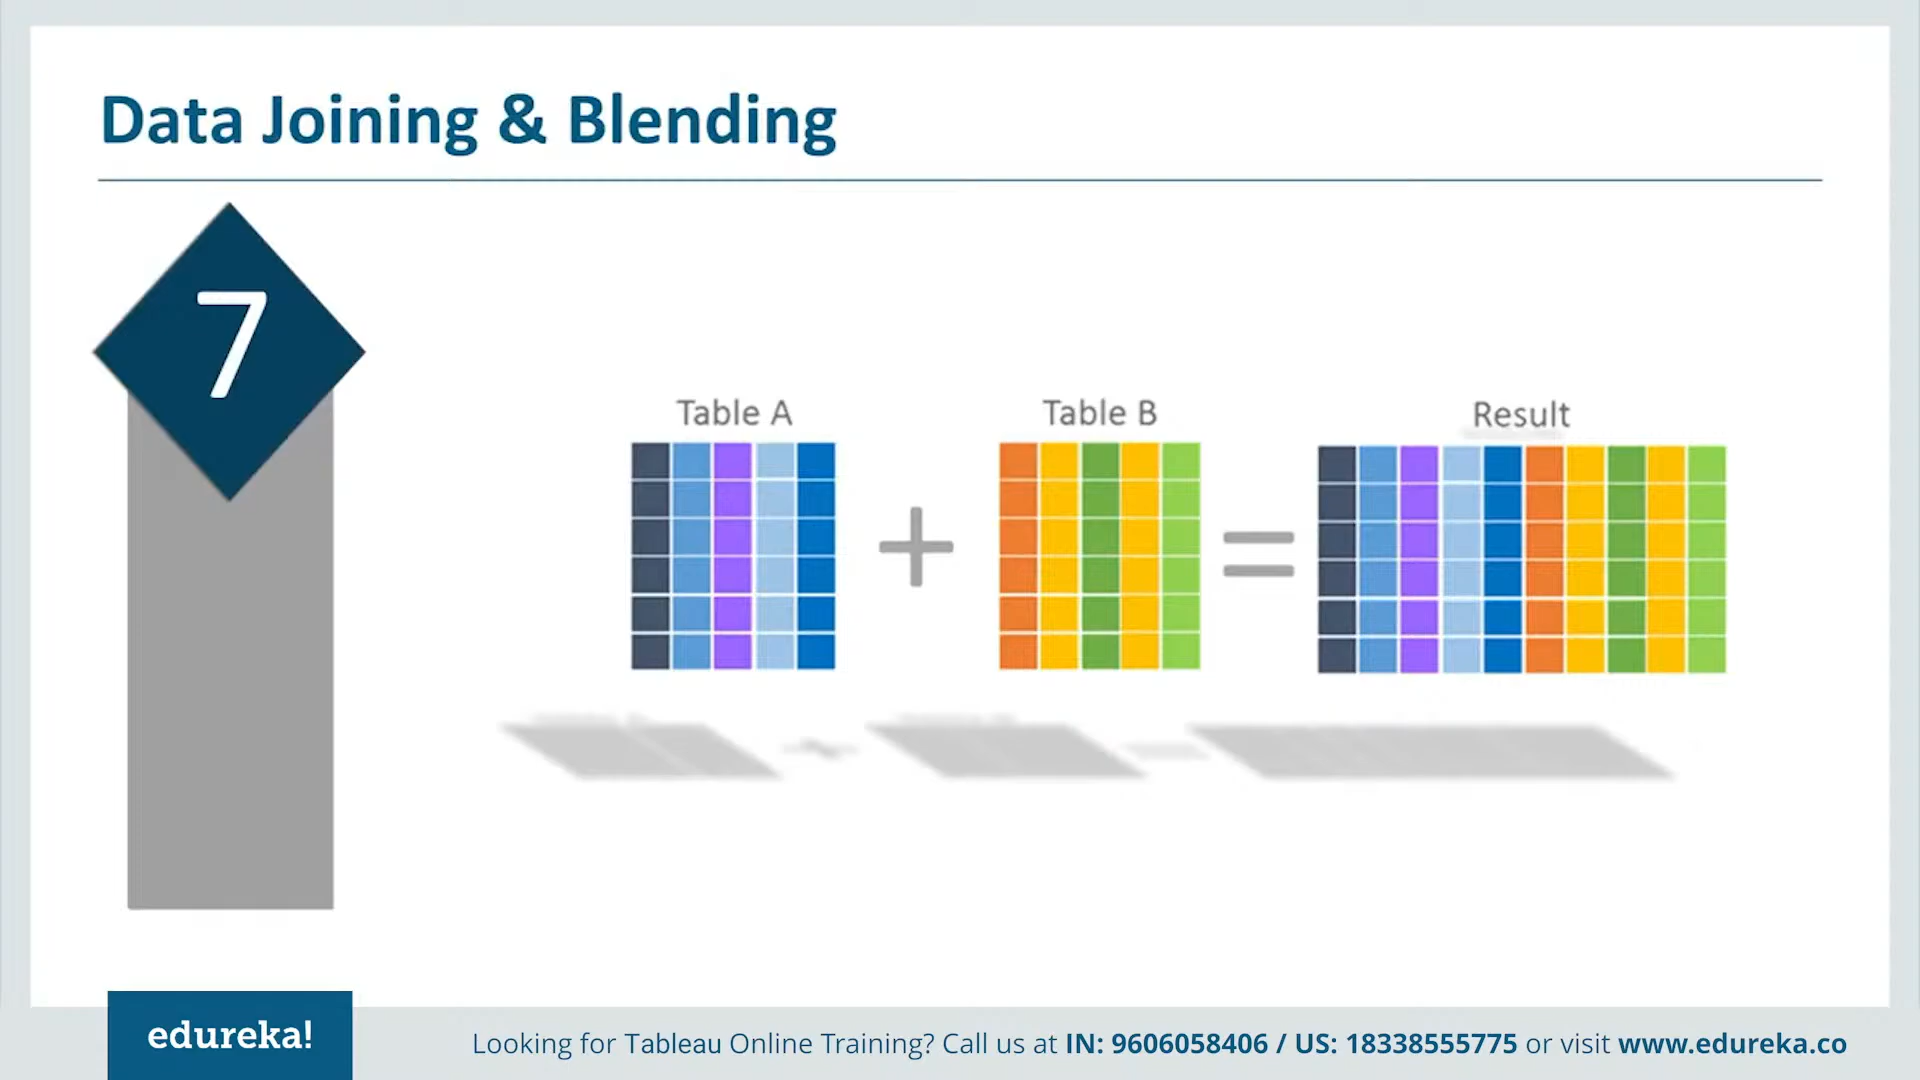 Data Joining & Blending
7
Table A
Table B
Result
edureka!
Looking for Tableau Online Training? Call us at IN: 9606058406 / US: 18338555775 or visit www.edureka.co